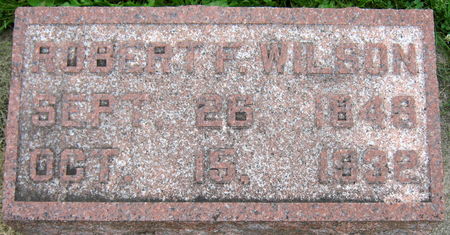 ROBERT F. WILSON
SEPT. 26 1848
OCT. 15. 1932